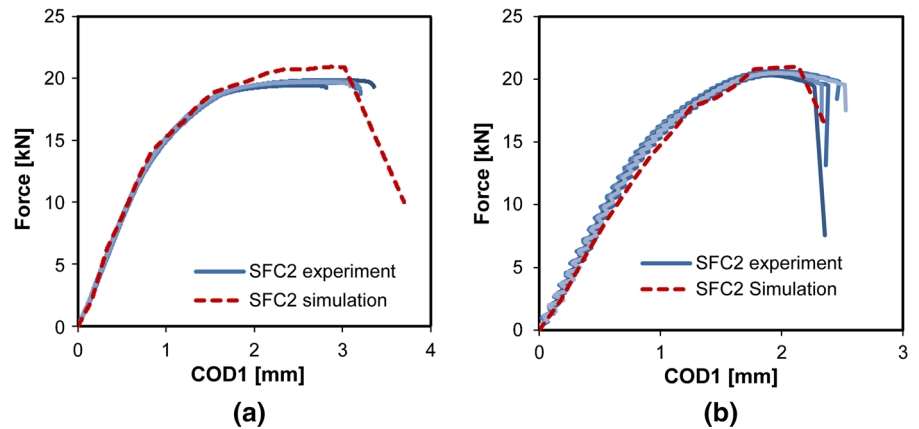 25
20
15
10
5
0
Force [kN]
SFC2 experiment
SFC2 simulation
0 1 2 3 4
COD1 [mm]
(a)
25
20
15
10
5
0
Force [kN]
SFC2 experiment
SFC2 Simulation
0 1 2 3
COD1 [mm]
(b)